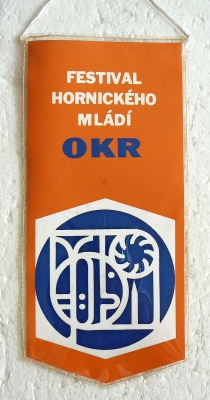 FESTIVAL
HORNICKÉHO
MLÁDÍ
OKR